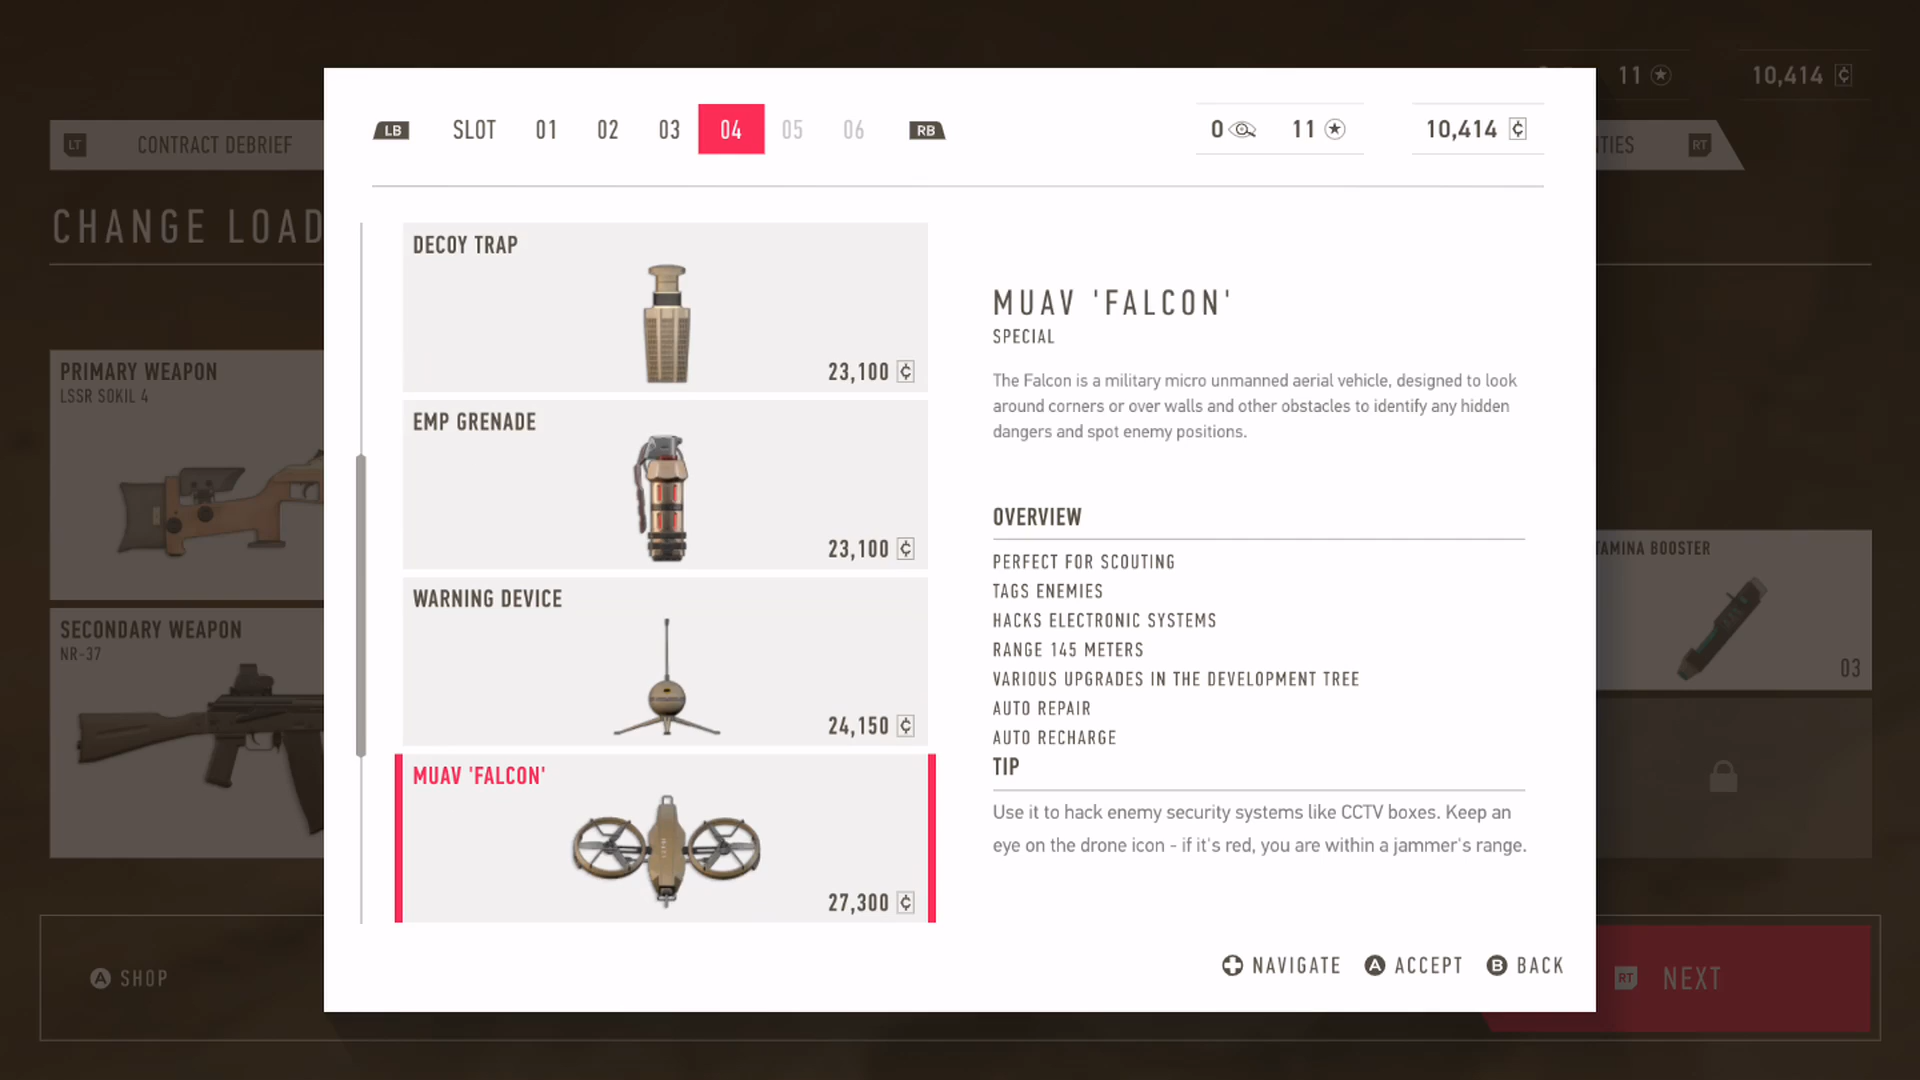 11
10,414
LB SLOT 01 02 03 04 05 06 RB
0 11 10,414
LT CONTRACT DEBRIEF
TIES RT
CHANGE LOAD
DECOY TRAP
23,100
EMP GRENADE
23,100
WARNING DEVICE
24,150
MUAV 'FALCON'
27,300
MUAV 'FALCON'
SPECIAL
The Falcon is a military micro unmanned aerial vehicle, designed to look
around corners or over walls and other obstacles to identify any hidden
dangers and spot enemy positions.
OVERVIEW
PERFECT FOR SCOUTING
TAGS ENEMIES
HACKS ELECTRONIC SYSTEMS
RANGE 145 METERS
VARIOUS UPGRADES IN THE DEVELOPMENT TREE
AUTO REPAIR
AUTO RECHARGE
TIP
Use it to hack enemy security systems like CCTV boxes. Keep an
eye on the drone icon - if it's red, you are within a jammer's range.
PRIMARY WEAPON
LSSR SOKIL 4
SECONDARY WEAPON
NR-37
TAMINA BOOSTER
03
A SHOP
NAVIGATE A ACCEPT B BACK
RT NEXT